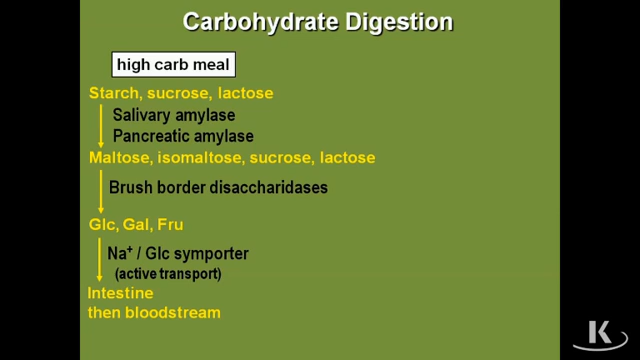 Carbohydrate Digestion
high carb meal
Starch, sucrose, lactose
Salivary amylase
Pancreatic amylase
Maltose, isomaltose, sucrose, lactose
Brush border disaccharidases
Glc, Gal, Fru
Na⁺ / Glc symporter
(active transport)
Intestine
then bloodstream
K